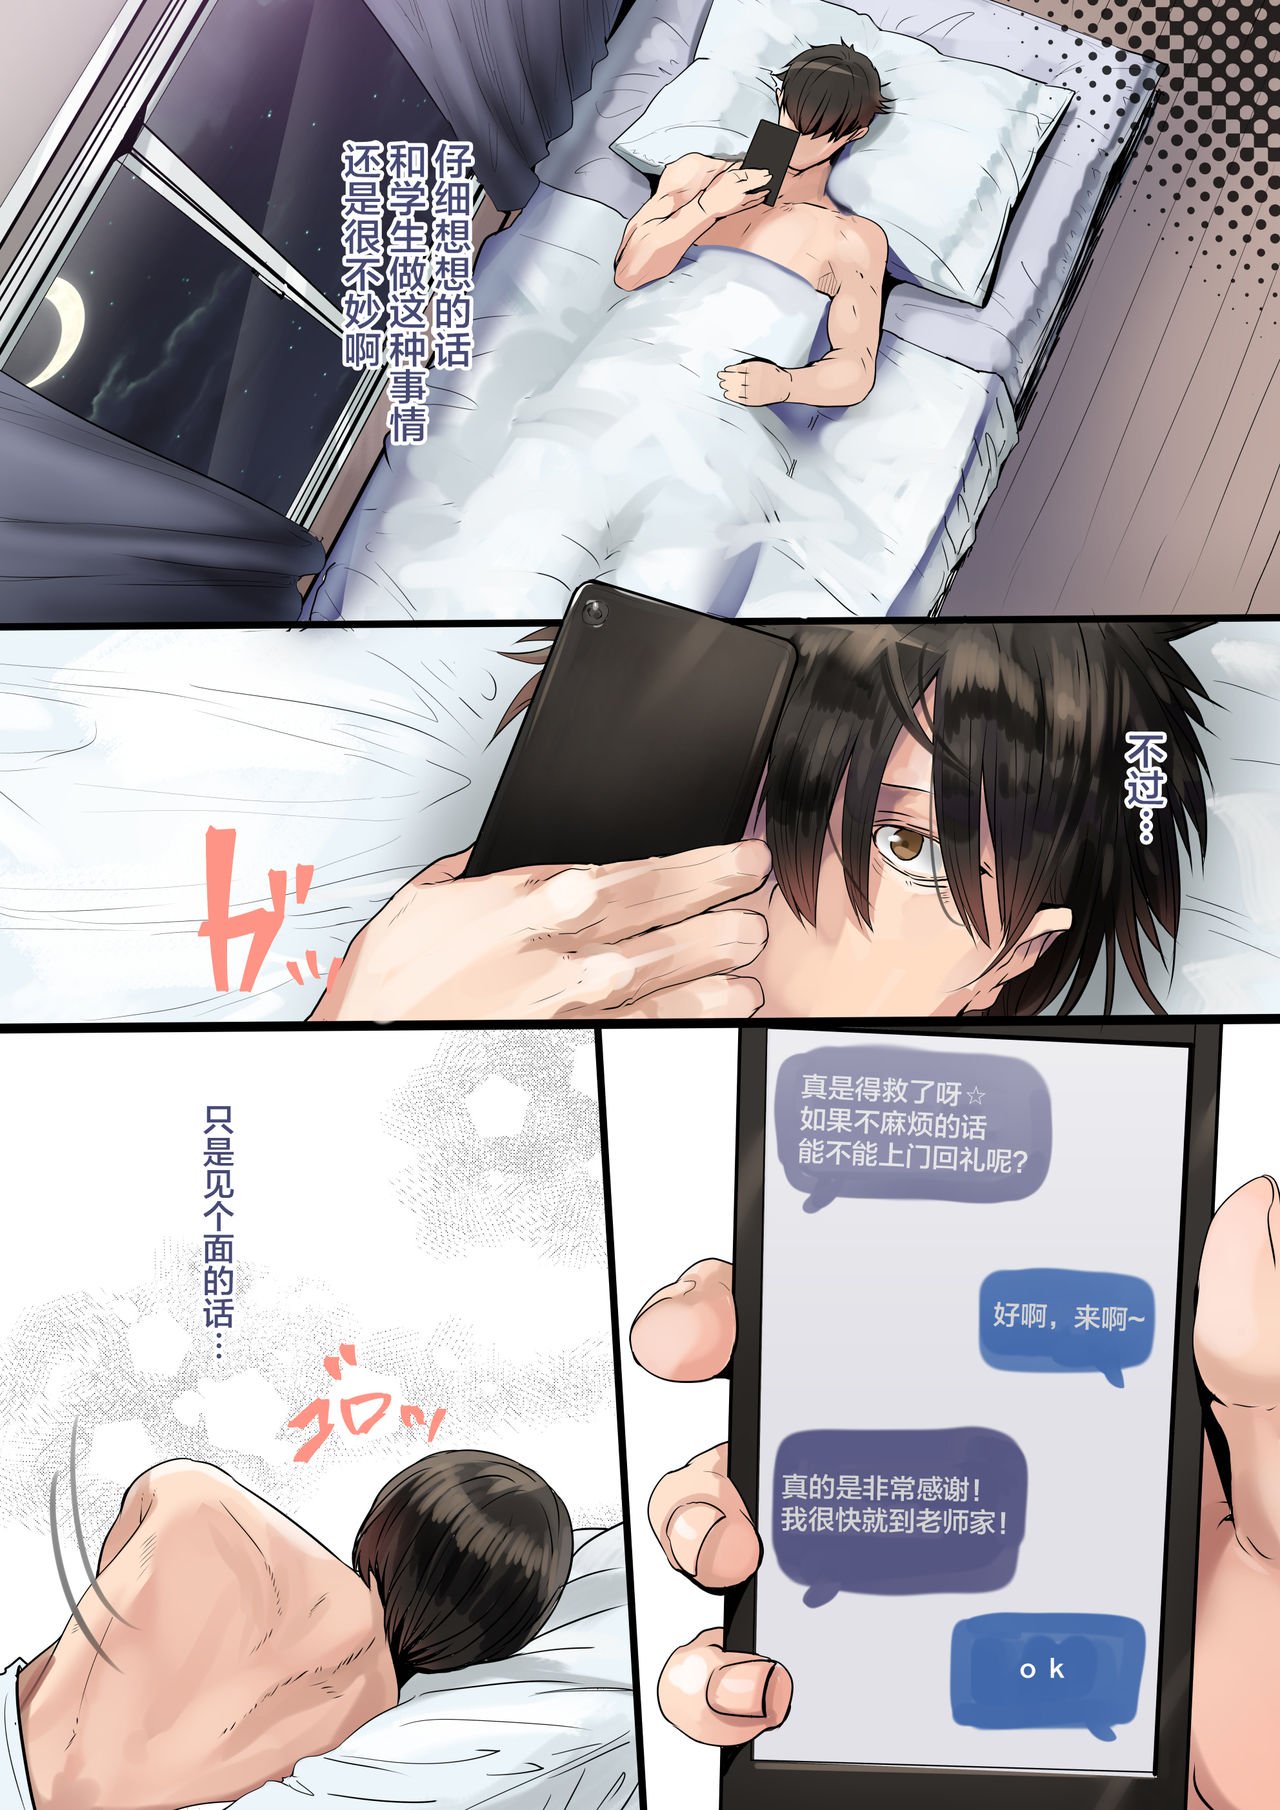 仔细想想的话
和学生做这种事情
还是很不妙啊
不过…
ガバッ
真是得救了呀☆
如果不麻烦的话
能不能上门回礼呢?
好啊，来啊~
真的是非常感谢！
我很快就到老师家！
ok
只是见个面的话…
ゴロッ